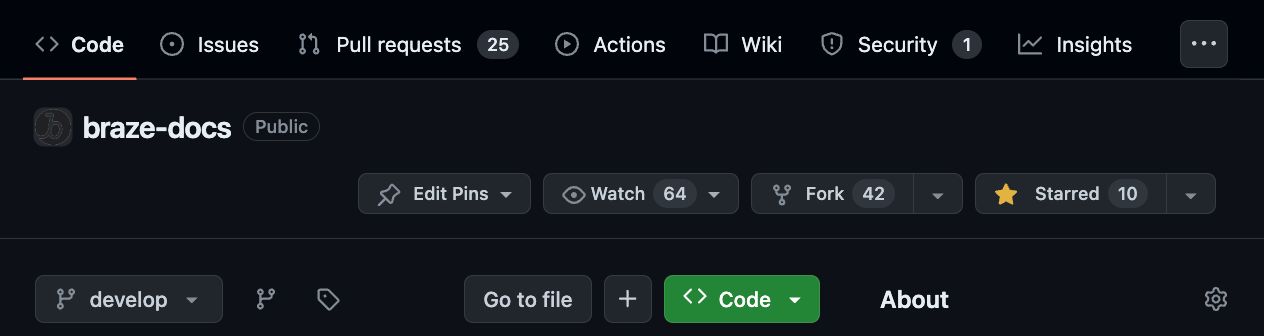 Code Issues Pull requests 25 Actions Wiki Security 1 Insights
braze-docs Public
Edit Pins Watch 64 Fork 42 Starred 10
develop Go to file Code About